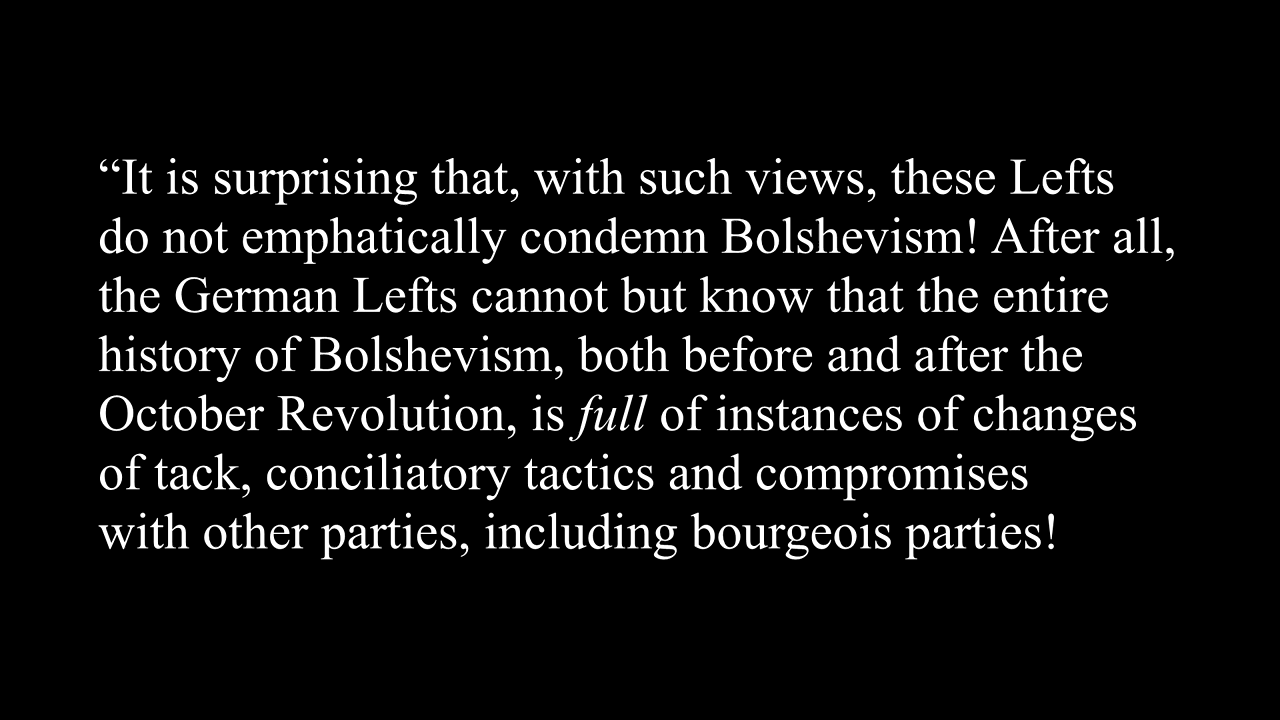 “It is surprising that, with such views, these Lefts
do not emphatically condemn Bolshevism! After all,
the German Lefts cannot but know that the entire
history of Bolshevism, both before and after the
October Revolution, is full of instances of changes
of tack, conciliatory tactics and compromises
with other parties, including bourgeois parties!